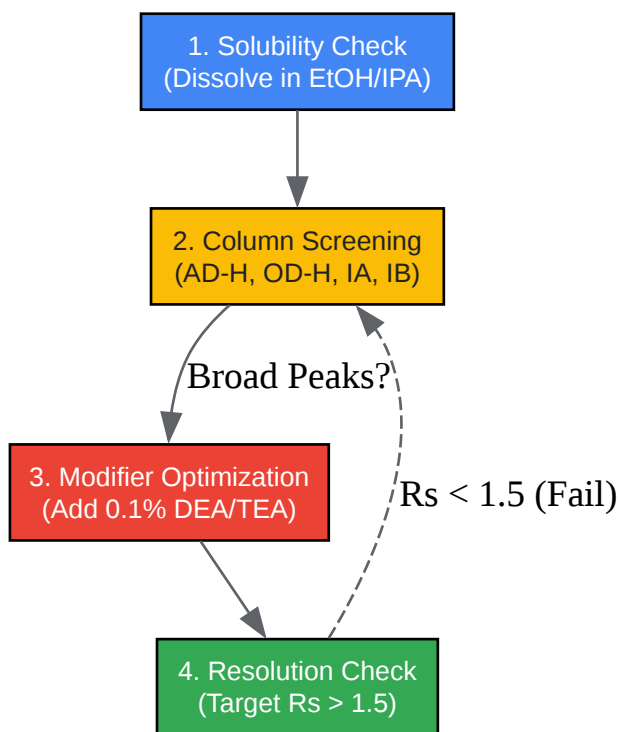 1. Solubility Check
(Dissolve in EtOH/IPA)
2. Column Screening
(AD-H, OD-H, IA, IB)
Broad Peaks?
3. Modifier Optimization
(Add 0.1% DEA/TEA)
Rs < 1.5 (Fail)
4. Resolution Check
(Target Rs > 1.5)